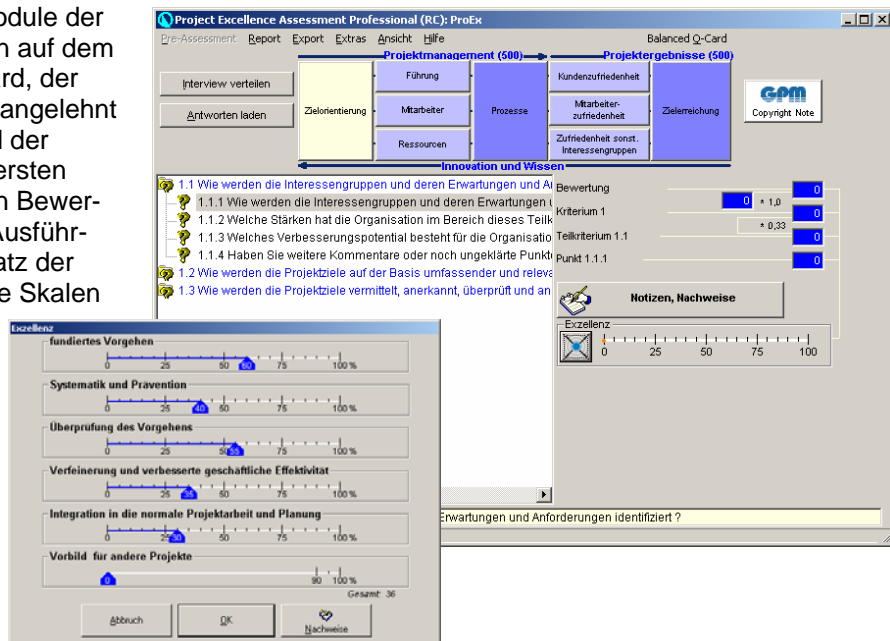 odule der
n auf dem
ard, der
angelehnt
l der
ersten
n Bewer-
Ausführ-
atz der
e Skalen
Project Excellence Assessment Professional (RC): ProEx
Pre-Assessment Report Export Extras Ansicht Hilfe Balanced Q-Card
Projektmanagement (500) Projektergebnisse (500)
Interview verteilen
Antworten laden
Zielorientierung
Führung
Mitarbeiter
Ressourcen
Prozesse
Kundenzufriedenheit
Mitarbeiter-
zufriedenheit
Zufriedenheit sonst.
Interessengruppen
Zielerreichung
GPM
Copyright Note
Innovation und Wissen
1.1 Wie werden die Interessengruppen und deren Erwartungen und
1.1.1 Wie werden die Interessengruppen und deren Erwartungen
1.1.2 Welche Stärken hat die Organisation im Bereich dieses
1.1.3 Welches Verbesserungspotential besteht für die
1.1.4 Haben Sie weitere Kommentare oder noch ungeklärte
1.2 Wie werden die Projektziele auf der Basis umfassender und
1.3 Wie werden die Projektziele vermittelt, anerkannt, überprüft und
Bewertung 0
0 * 1,0
Kriterium 1 0
* 0,33
Teilkriterium 1.1 0
Punkt 1.1.1 0
Notizen, Nachweise
Exzellenz
0 25 50 75 100
Erwartungen und Anforderungen identifiziert ?
Exzellenz
fundiertes Vorgehen
0 25 50 60 75 100 %
Systematik und Prävention
0 25 40 50 75 100 %
Überprüfung des Vorgehens
0 25 50 55 75 100 %
Verfeinerung und verbesserte geschäftliche Effektivität
0 25 35 50 75 100 %
Integration in die normale Projektarbeit und Planung
0 25 30 50 75 100 %
Vorbild für andere Projekte
0 90 100 %
Gesamt: 36
Abbruch OK Nachweise